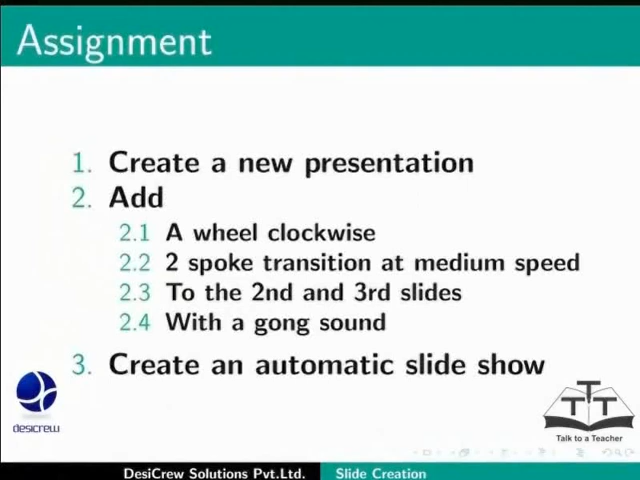 Assignment
1. Create a new presentation
2. Add
2.1 A wheel clockwise
2.2 2 spoke transition at medium speed
2.3 To the 2nd and 3rd slides
2.4 With a gong sound
3. Create an automatic slide show
desicrew
TTT
Talk to a Teacher
DesiCrew Solutions Pvt.Ltd. Slide Creation